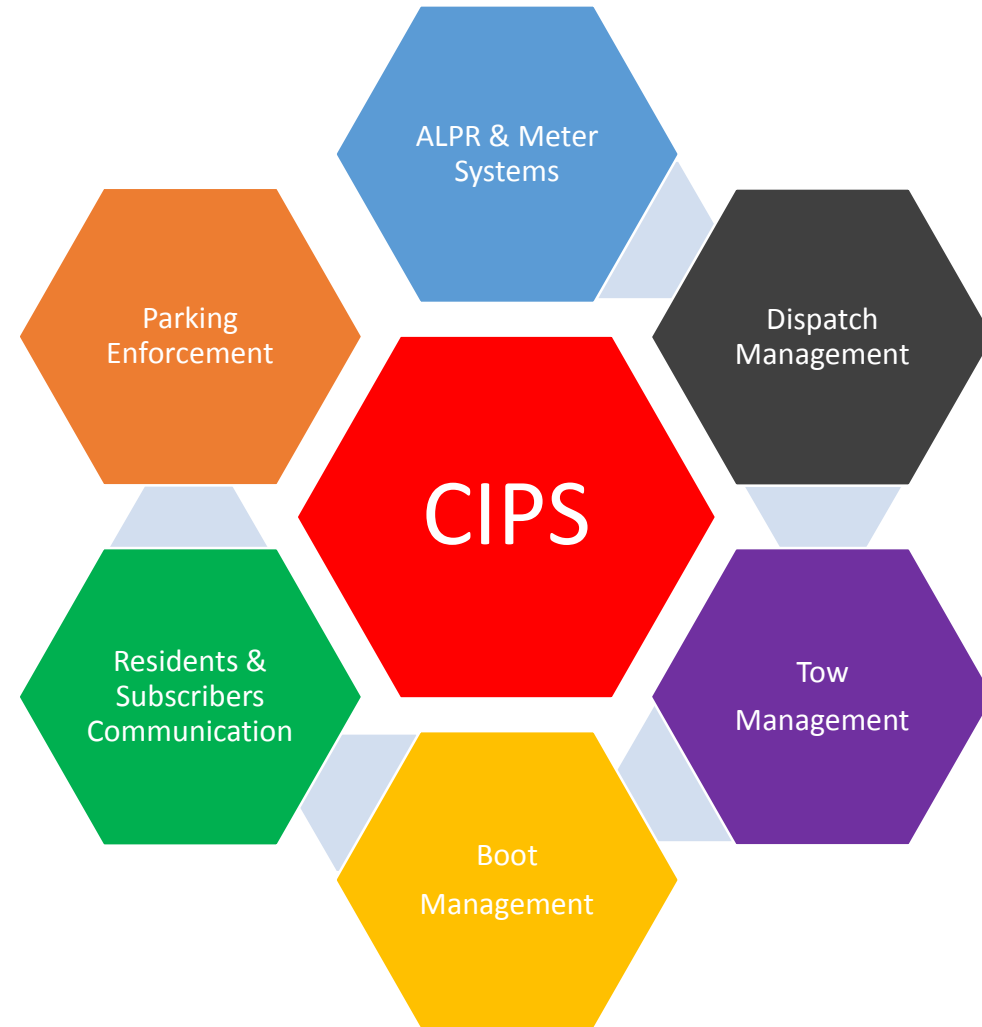 ALPR & Meter
Systems
Dispatch
Management
Tow
Management
Boot
Management
Residents &
Subscribers
Communication
Parking
Enforcement
CIPS